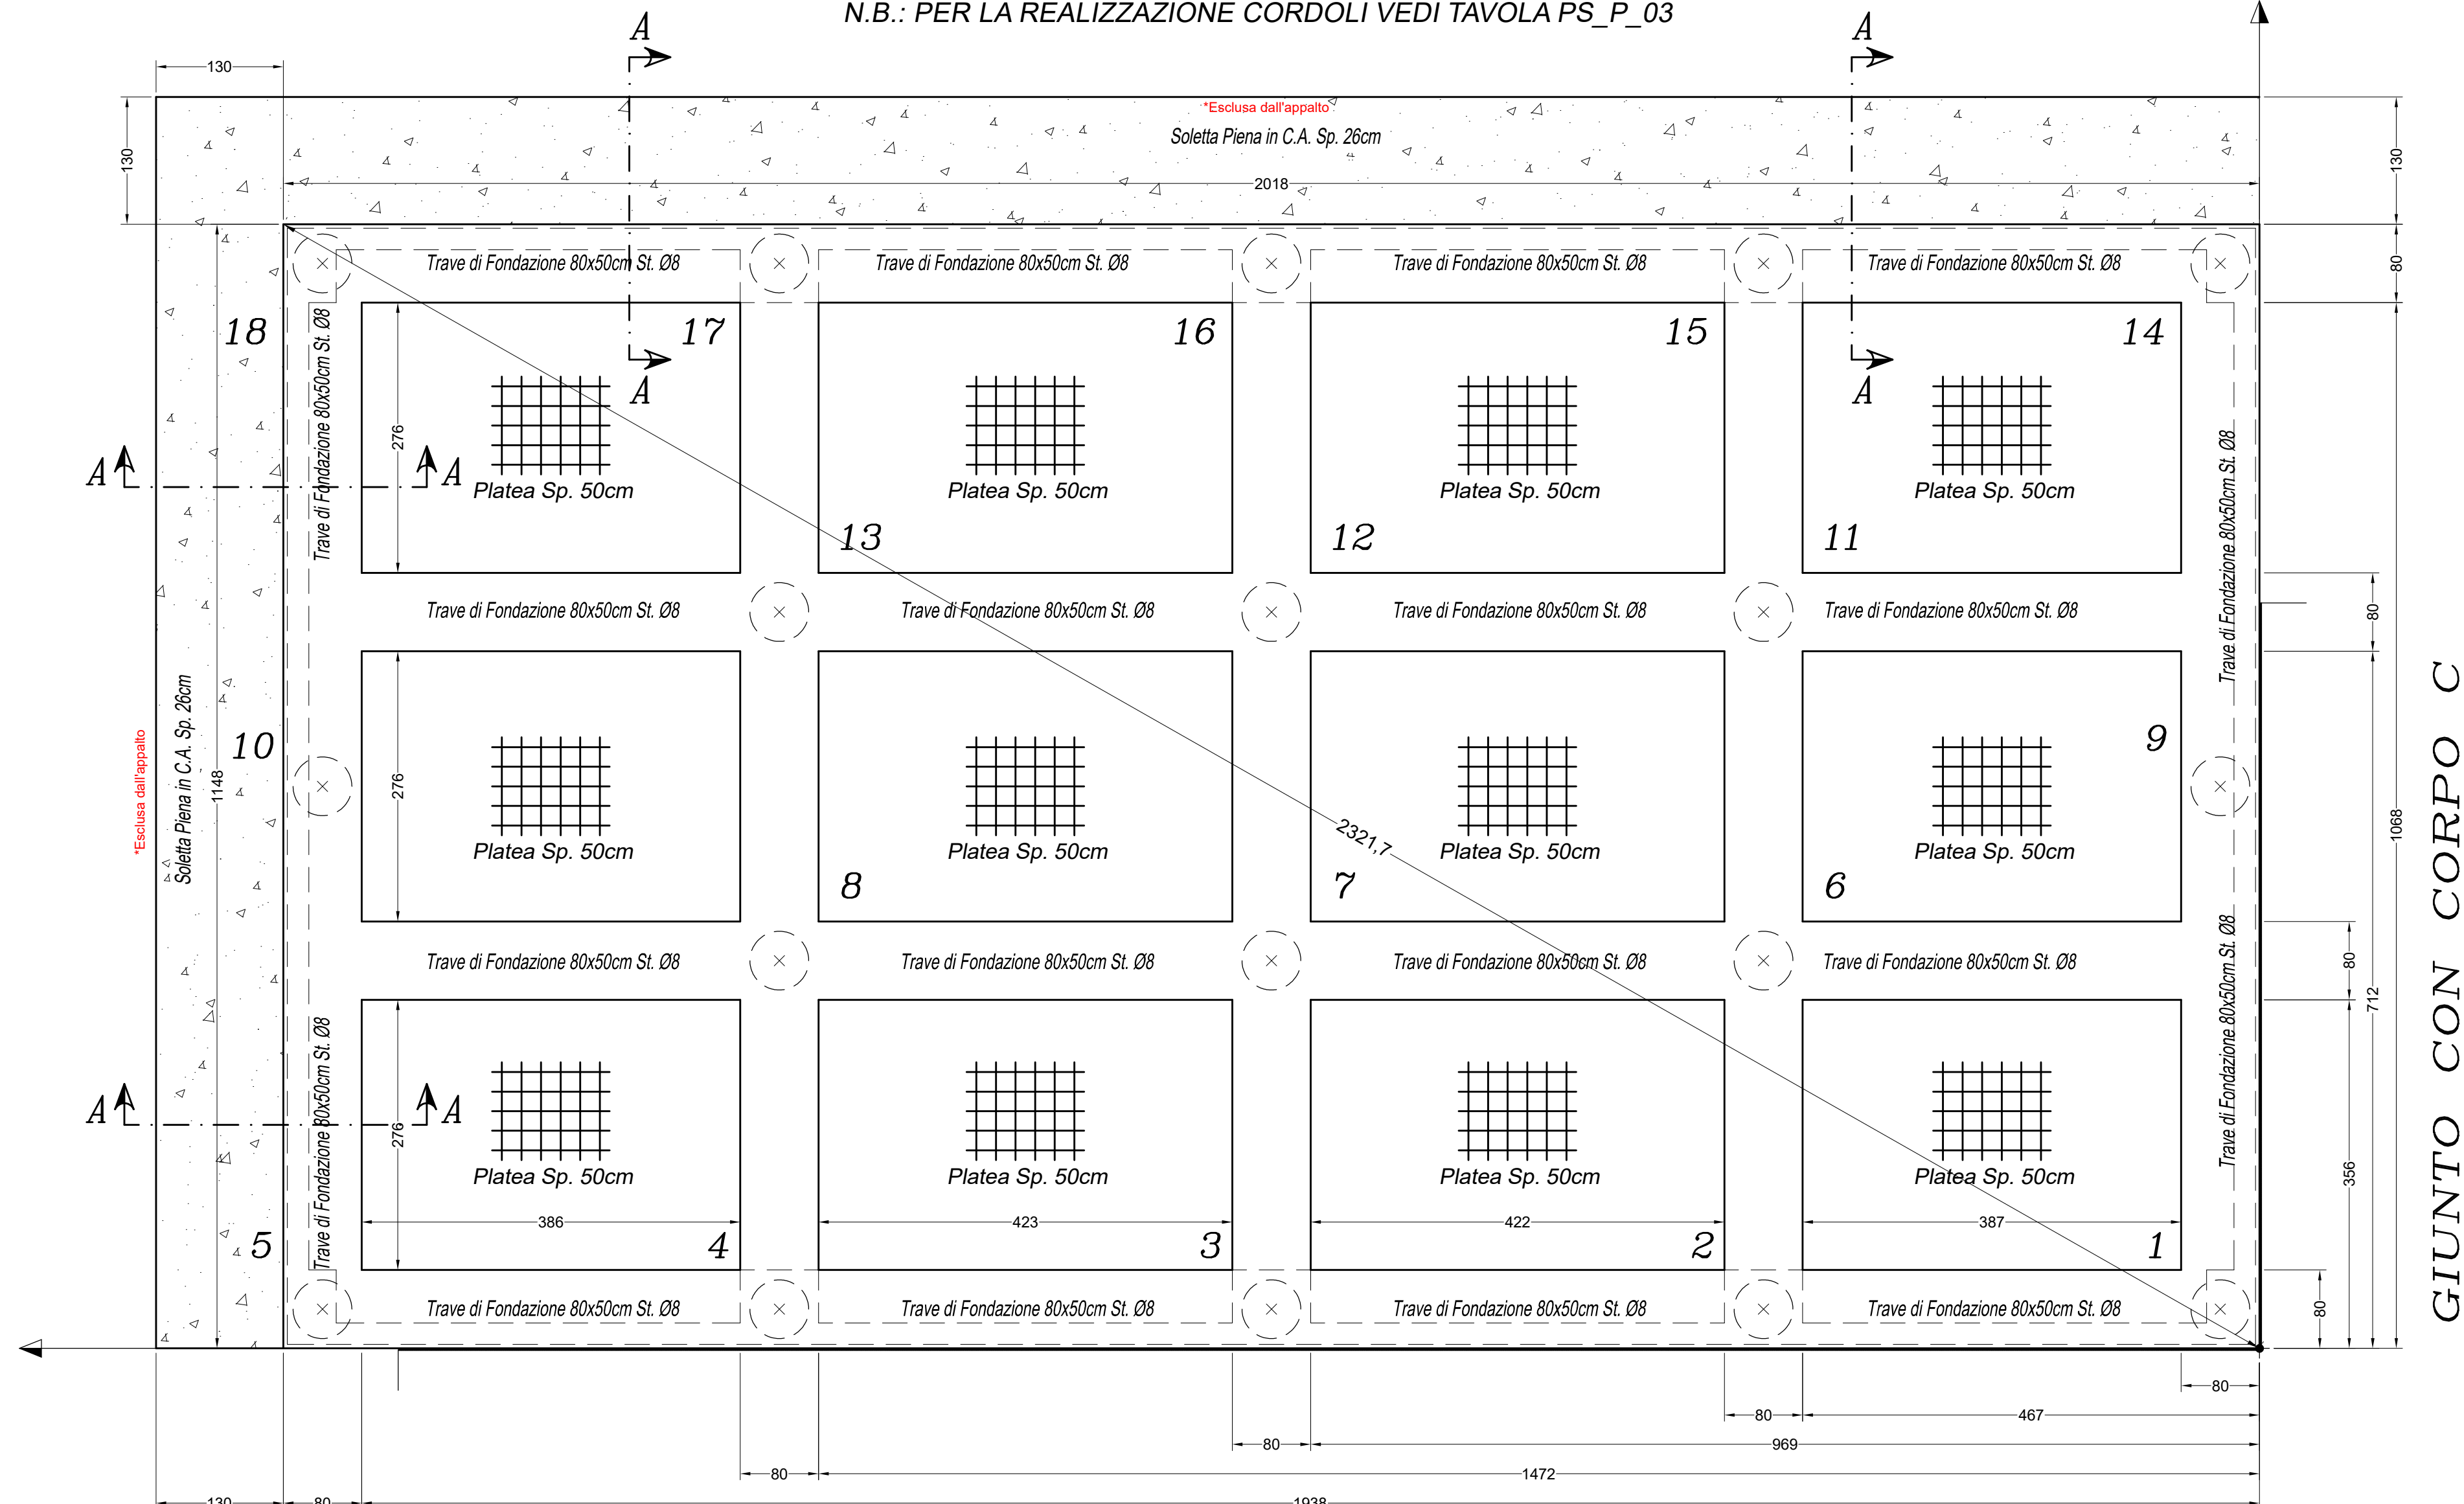 N.B.: PER LA REALIZZAZIONE CORDOLI VEDI TAVOLA PS_P_03
A A
130
*Esclusa dall'appalto
Soletta Piena in C.A. Sp. 26cm
130 130
2018
Trave di Fondazione 80x50cm St. Ø8 Trave di Fondazione 80x50cm St. Ø8 Trave di Fondazione 80x50cm St. Ø8 Trave di Fondazione 80x50cm St. Ø8
80
18 17 16 15 14
A A
Trave di Fondazione 80x50cm St. Ø8
276
A A
Platea Sp. 50cm Platea Sp. 50cm Platea Sp. 50cm Platea Sp. 50cm
13 12 11
Trave di Fondazione 80x50cm St. Ø8
Trave di Fondazione 80x50cm St. Ø8 Trave di Fondazione 80x50cm St. Ø8 Trave di Fondazione 80x50cm St. Ø8 Trave di Fondazione 80x50cm St. Ø8
80
10 9
*Esclusa dall'appalto
Soletta Piena in C.A. Sp. 26cm
1148
276
2321,7
Platea Sp. 50cm Platea Sp. 50cm Platea Sp. 50cm Platea Sp. 50cm
8 7 6
1068
GIUNTO CON CORPO C
Trave di Fondazione 80x50cm St. Ø8 Trave di Fondazione 80x50cm St. Ø8 Trave di Fondazione 80x50cm St. Ø8 Trave di Fondazione 80x50cm St. Ø8
80
712
Trave di Fondazione 80x50cm St. Ø8
Trave di Fondazione 80x50cm St. Ø8
A A
276
Platea Sp. 50cm Platea Sp. 50cm Platea Sp. 50cm Platea Sp. 50cm
356
386 423 422 387
5 4 3 2 1
Trave di Fondazione 80x50cm St. Ø8 Trave di Fondazione 80x50cm St. Ø8 Trave di Fondazione 80x50cm St. Ø8 Trave di Fondazione 80x50cm St. Ø8
80
80
80 467
80 969
80 1472
130 80 1938